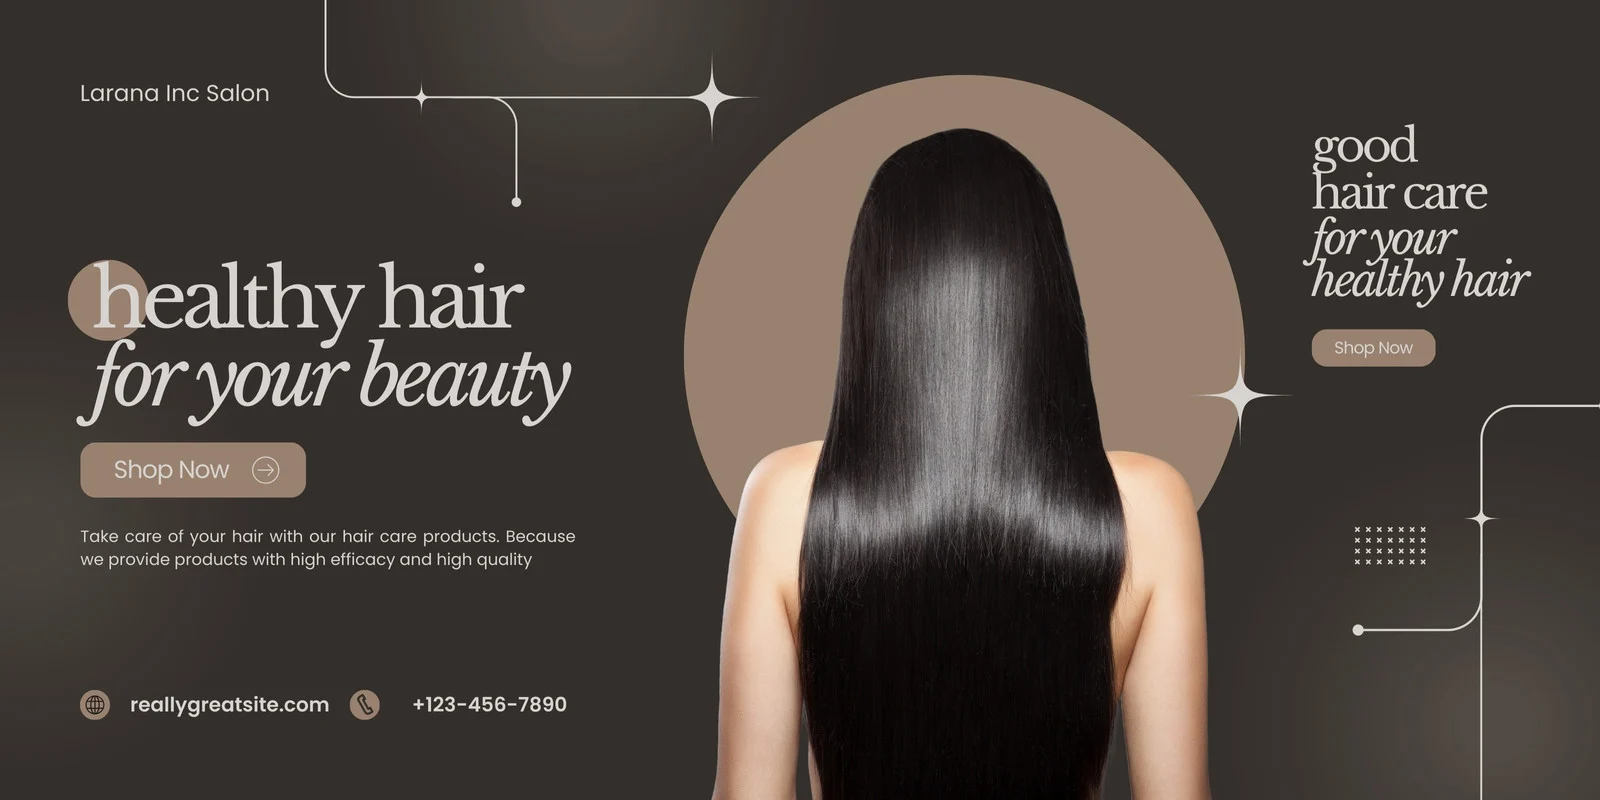 Larana Inc Salon
healthy hair
for your beauty
Shop Now
Take care of your hair with our hair care products. Because
we provide products with high efficacy and high quality
reallygreatsite.com
+123-456-7890
good
hair care
for your
healthy hair
Shop Now